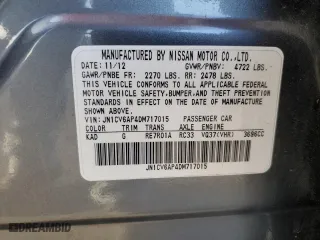 MANUFACTURED BY NISSAN MOTOR CO.,LTD.
DATE: 11/12 GVWR/PNBV: 4722 LBS.
GAWR/PNBE FR: 2270 LBS. RR: 2478 LBS.
THIS VEHICLE CONFORMS TO ALL APPLICABLE
FEDERAL MOTOR VEHICLE SAFETY,BUMPER,AND THEFT PREVENTION
STANDARDS IN EFFECT ON THE DATE OF MANUFACTURE
SHOWN ABOVE.
VIN: JN1CV6AP4DM717015 PASSENGER CAR
COLOR TRIM TRANS AXLE ENGINE
KAD G RE7R01A RC33 VQ37(VHR) 3696CC
JN1CV6AP4DM717015